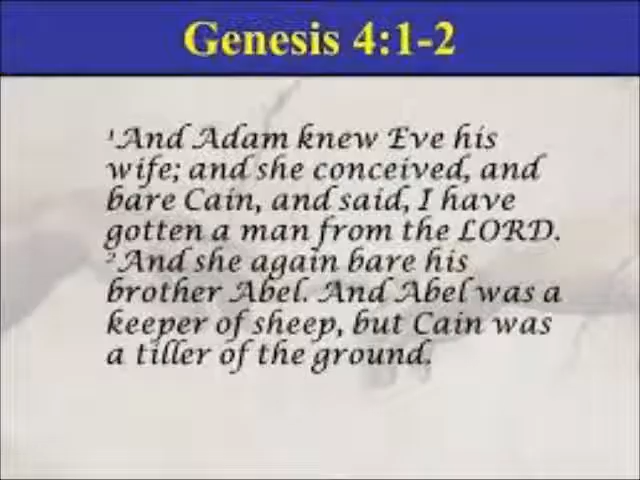 Genesis 4:1-2
¹And Adam knew Eve his
wife; and she conceived, and
bare Cain, and said, I have
gotten a man from the LORD.
²And she again bare his
brother Abel. And Abel was a
keeper of sheep, but Cain was
a tiller of the ground.